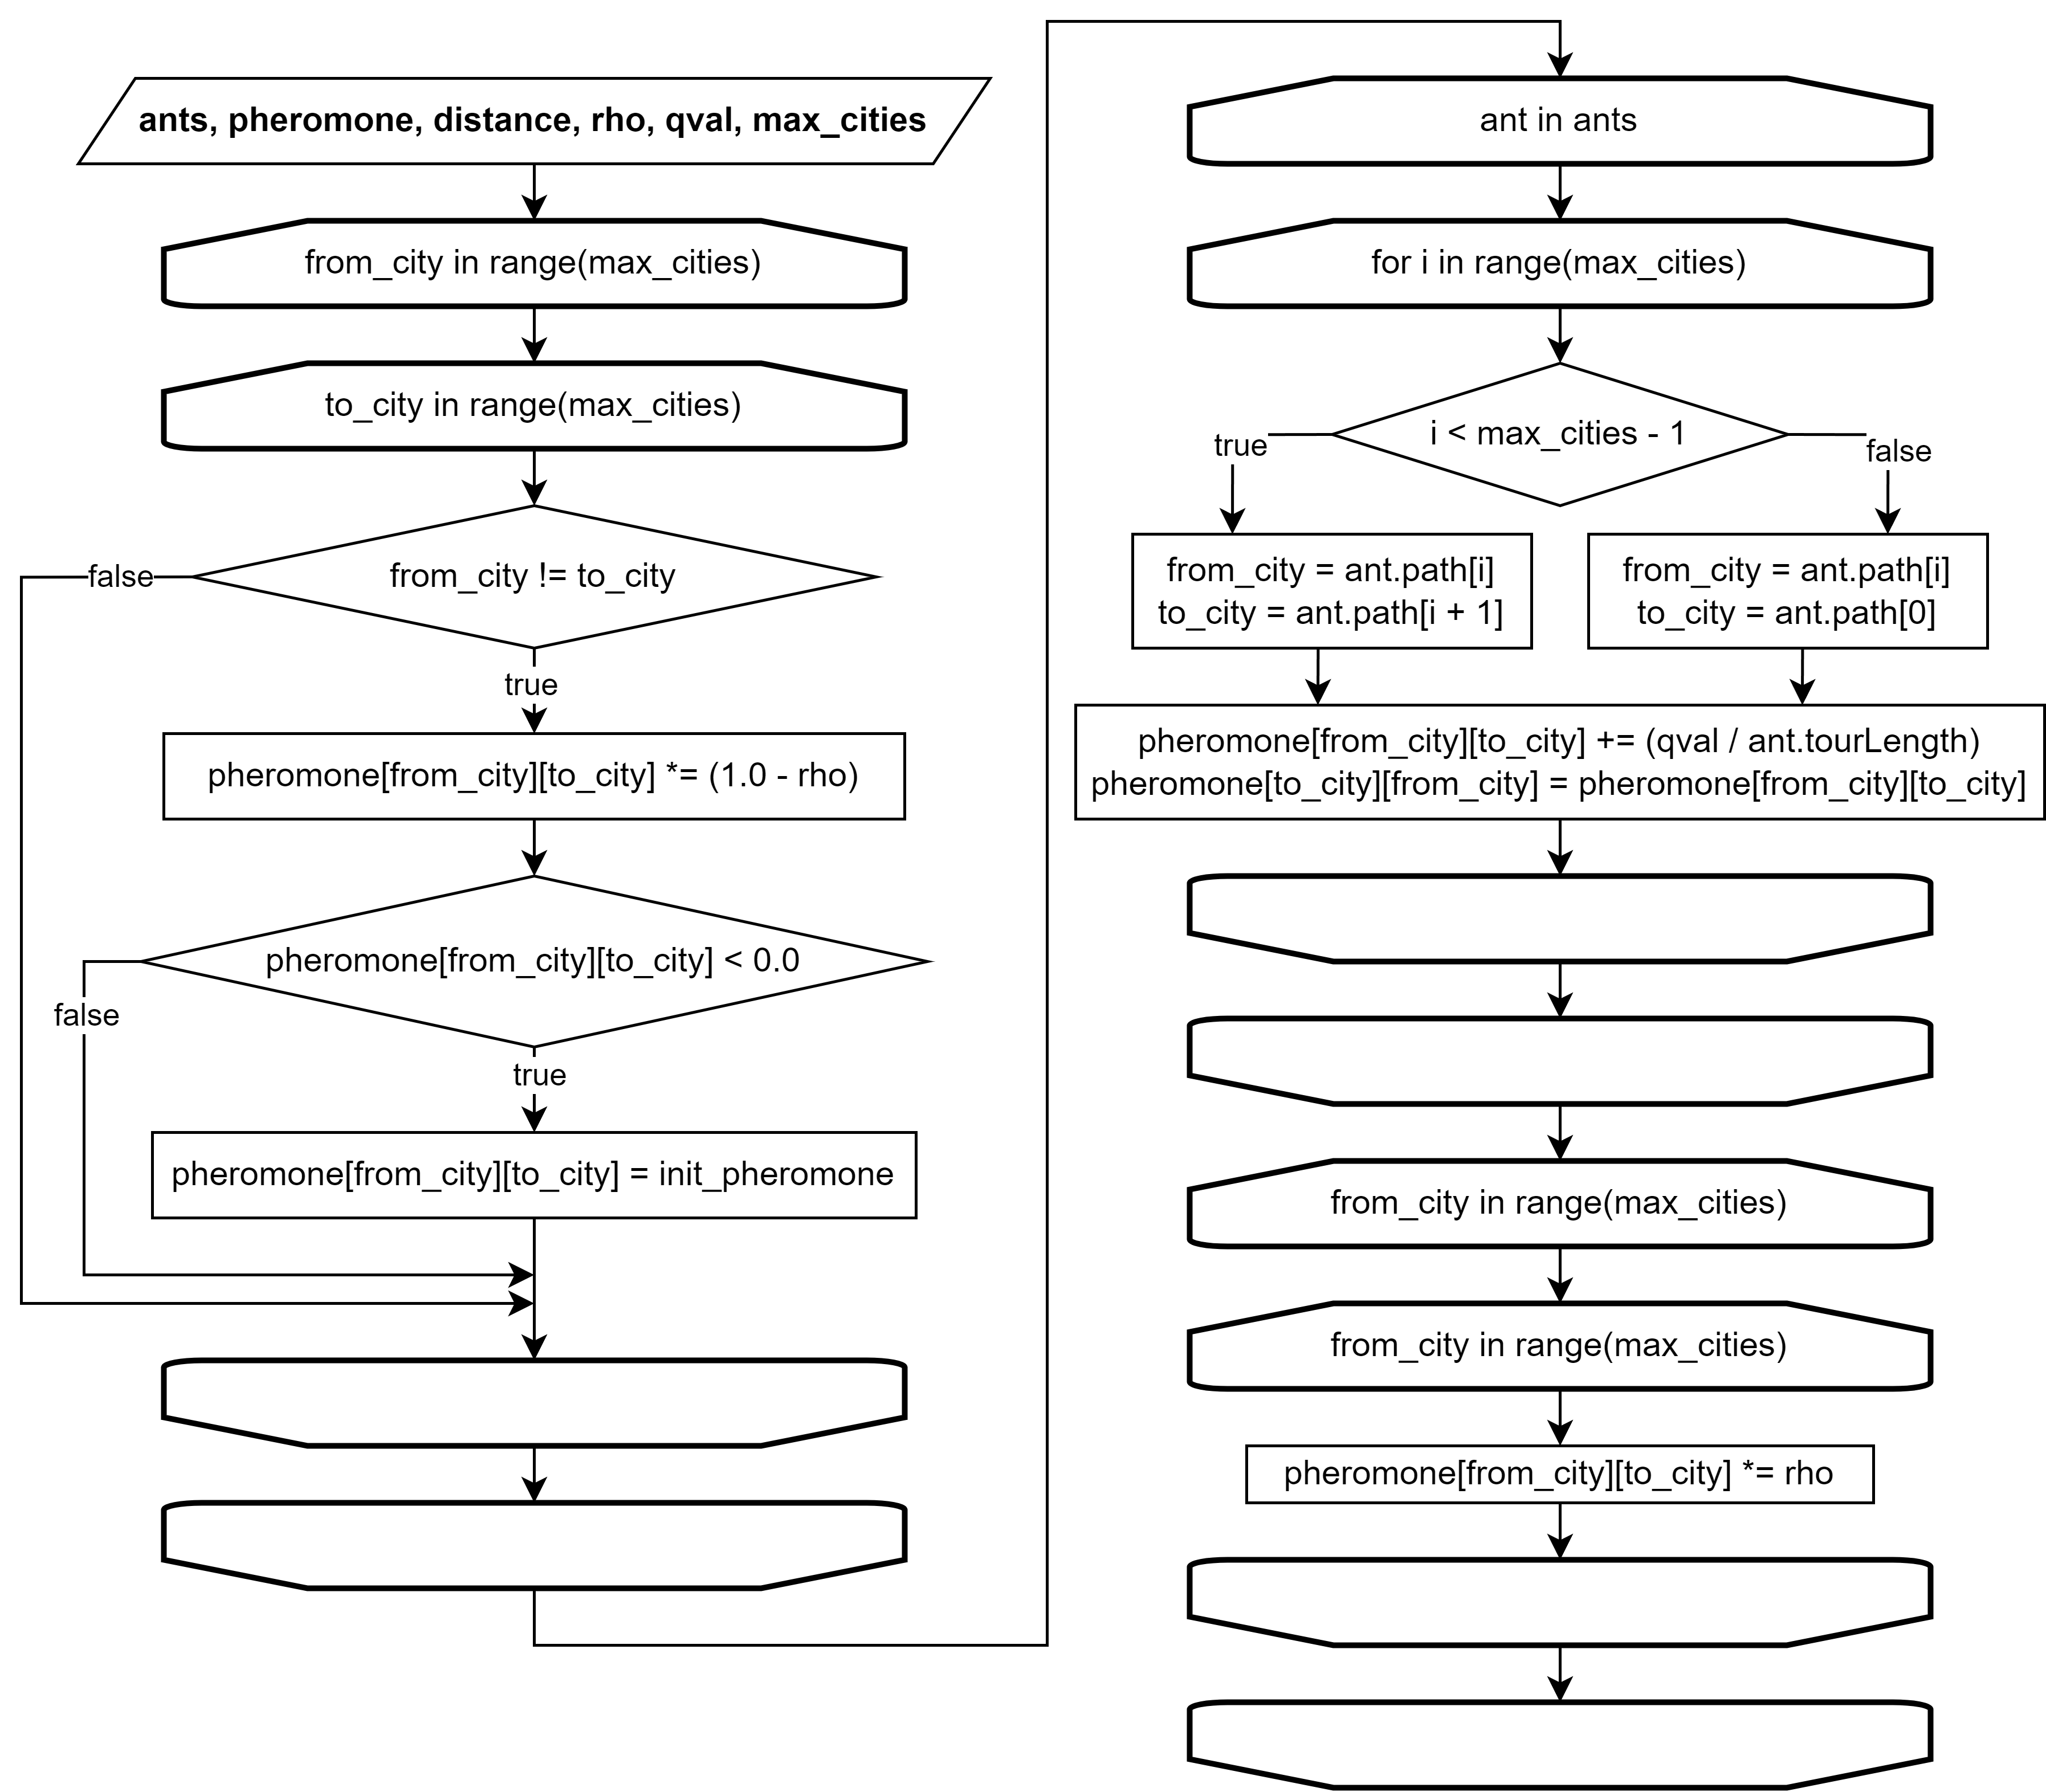 ants, pheromone, distance, rho, qval, max_cities
from_city in range(max_cities)
to_city in range(max_cities)
from_city != to_city
false
true
pheromone[from_city][to_city] *= (1.0 - rho)
pheromone[from_city][to_city] < 0.0
false
true
pheromone[from_city][to_city] = init_pheromone
ant in ants
for i in range(max_cities)
i < max_cities - 1
true
false
from_city = ant.path[i]
to_city = ant.path[i + 1]
from_city = ant.path[i]
to_city = ant.path[0]
pheromone[from_city][to_city] += (qval / ant.tourLength)
pheromone[to_city][from_city] = pheromone[from_city][to_city]
from_city in range(max_cities)
from_city in range(max_cities)
pheromone[from_city][to_city] *= rho